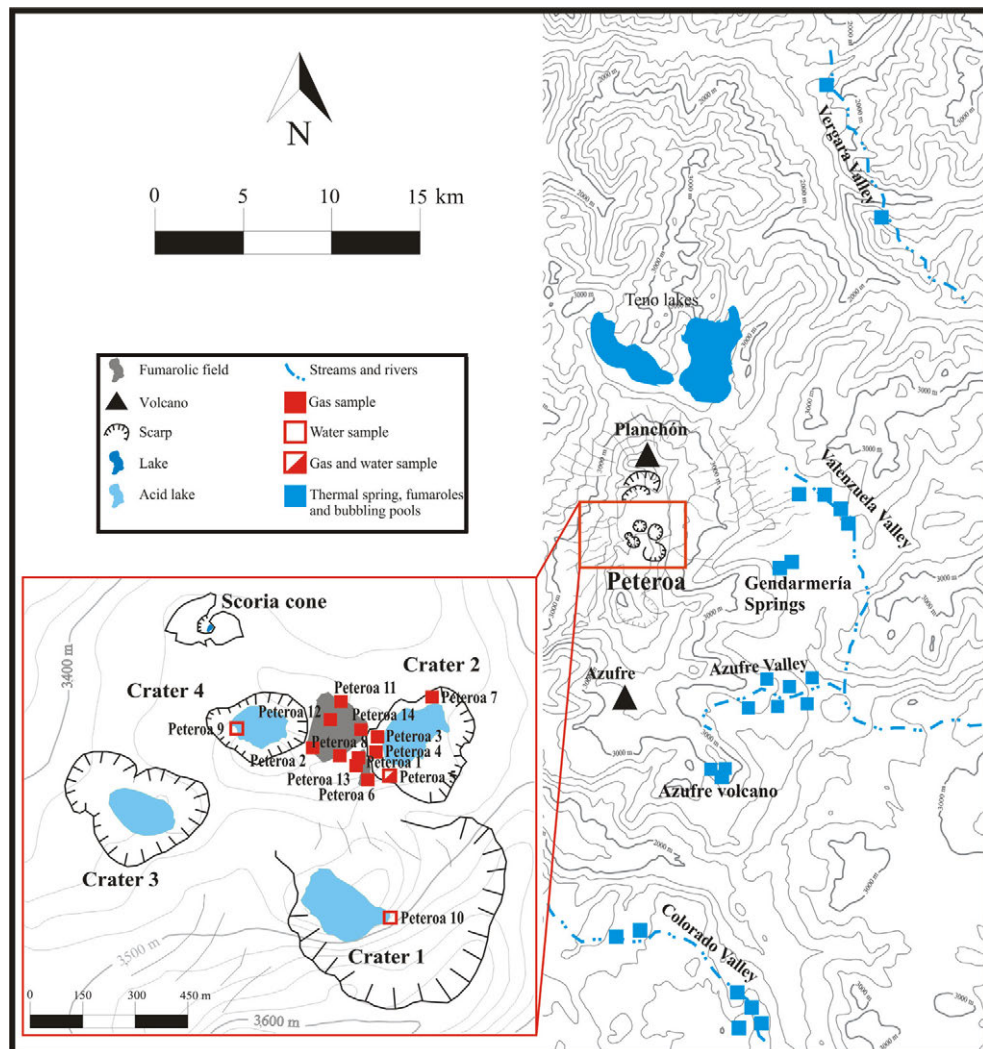 N
0 5 10 15 km
Fumarolic field
Volcano
Scarp
Lake
Acid lake
Streams and rivers
Gas sample
Water sample
Gas and water sample
Thermal spring, fumaroles
and bubbling pools
Vergara Valley
Teno lakes
Planchón
Valenzuela Valley
Peteroa
Gendarmería
Springs
Azufre
Azufre Valley
Azufre volcano
Colorado Valley
3000 m
2000 m
Scoria cone
3400 m
Crater 4
Crater 2
Peteroa 11
Peteroa 7
Peteroa 12
Peteroa 14
Peteroa 9
Peteroa 3
Peteroa 8
Peteroa 4
Peteroa 2
Peteroa 1
Peteroa 13
Peteroa 5
Peteroa 6
Crater 3
Peteroa 10
3500 m
Crater 1
0 150 300 450 m
3600 m